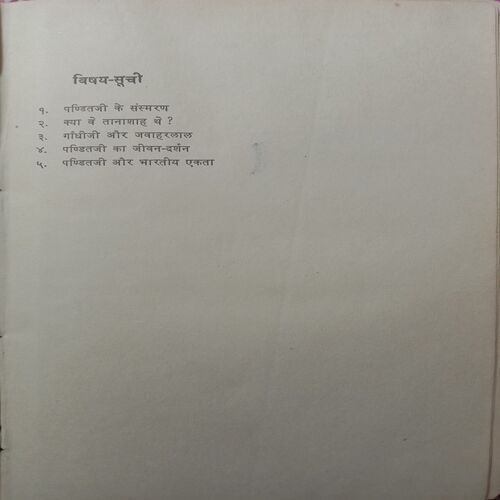 विषय-सूची
१. पण्डितजी के संस्मरण
२. क्या वे तानाशाह थे ?
३. गाँधीजी और जवाहरलाल
४. पण्डितजी का जीवन-दर्शन
५. पण्डितजी और भारतीय एकता